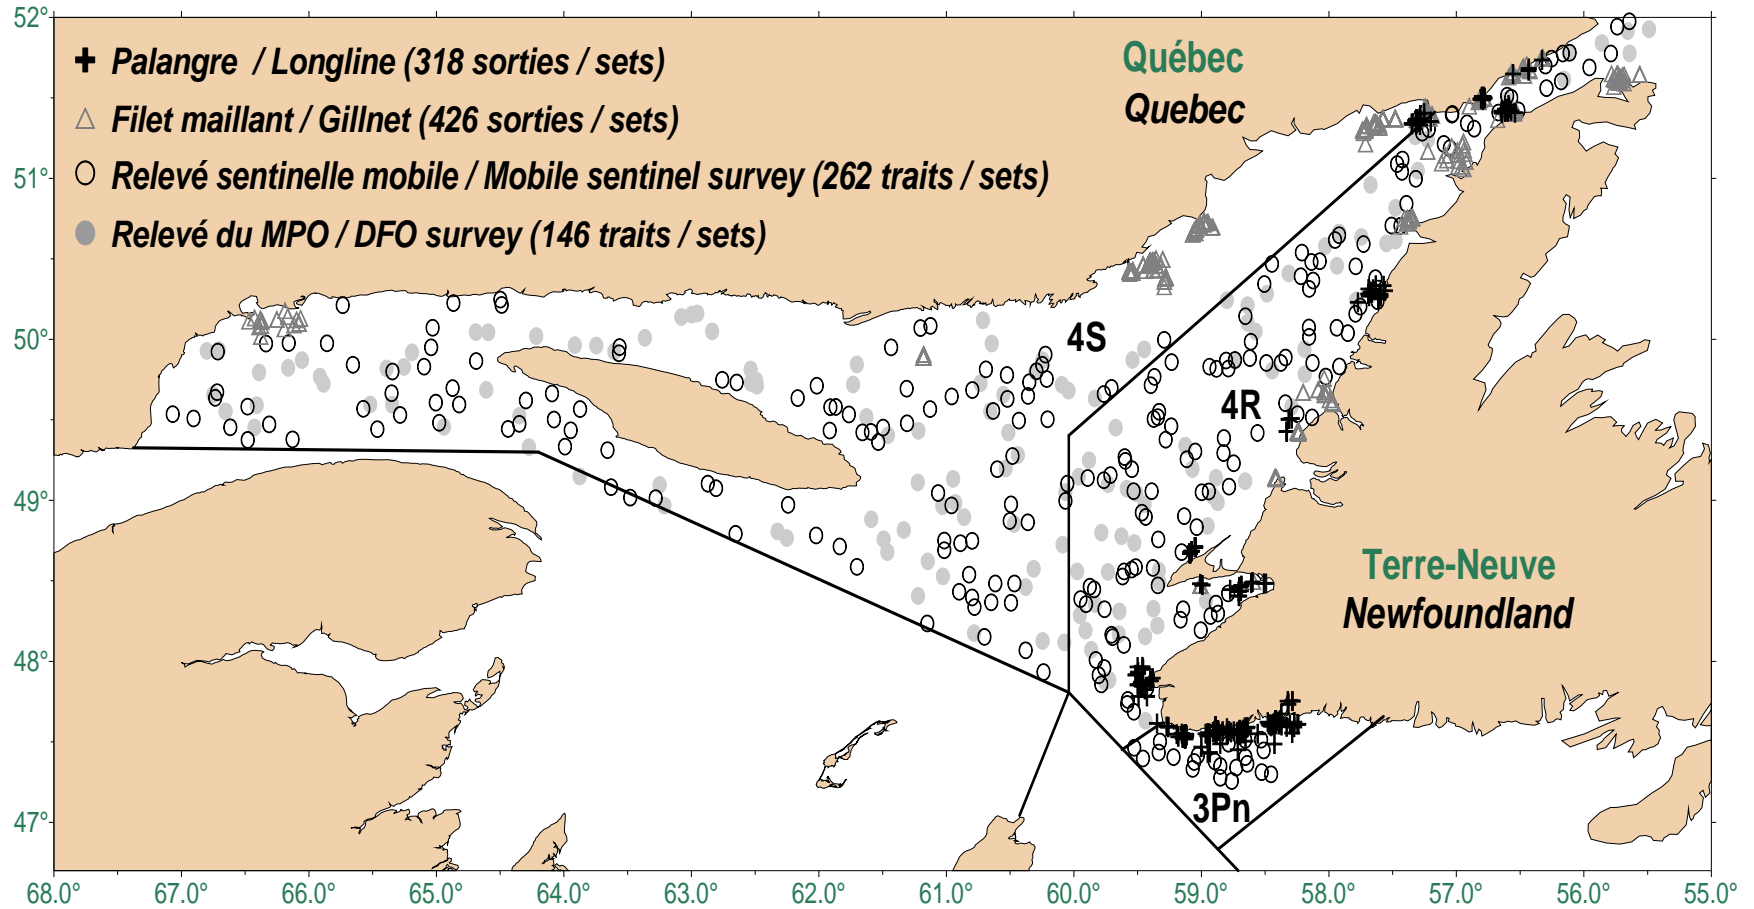 52°
Palangre / Longline (318 sorties / sets)
Filet maillant / Gillnet (426 sorties / sets)
Relevé sentinelle mobile / Mobile sentinel survey (262 traits / sets)
Relevé du MPO / DFO survey (146 traits / sets)
Québec
Quebec
51°
50°
4S
4R
49°
Terre-Neuve
Newfoundland
48°
3Pn
47°
68.0° 67.0° 66.0° 65.0° 64.0° 63.0° 62.0° 61.0° 60.0° 59.0° 58.0° 57.0° 56.0° 55.0°